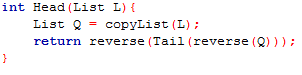 int Head(List L){
List Q = copyList(L);
return reverse(Tail(reverse(Q)));
}